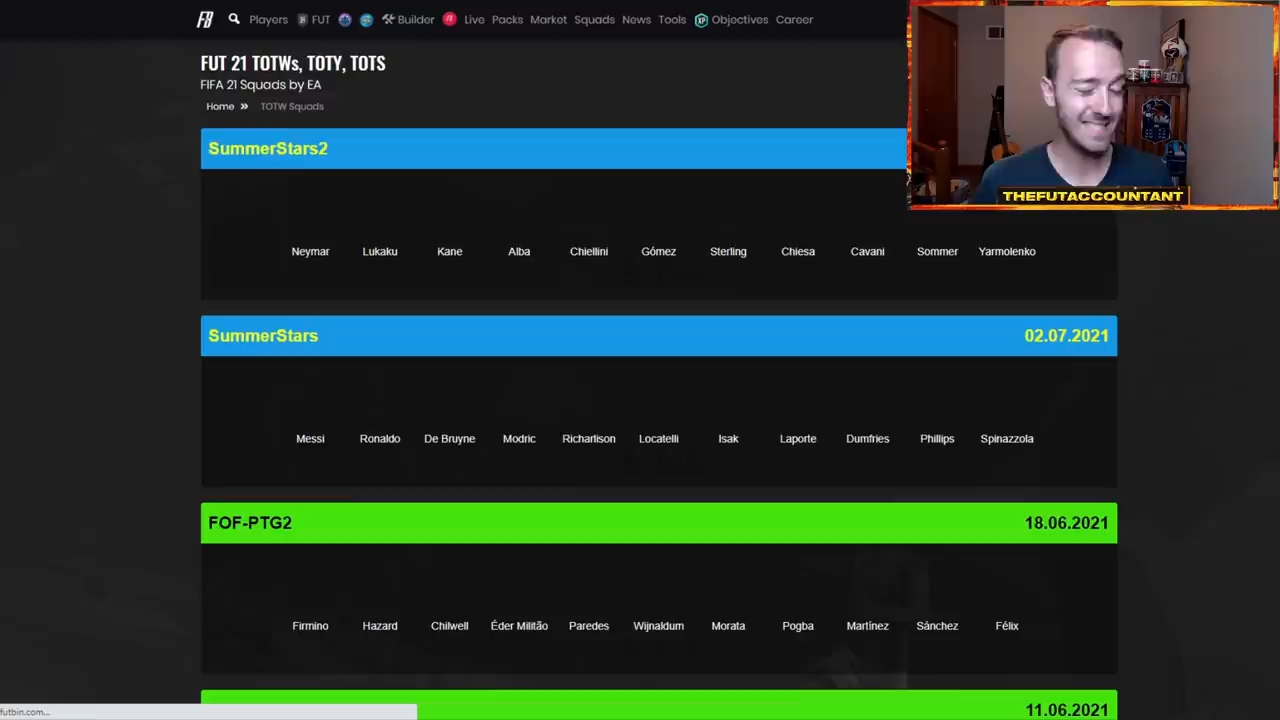 Players FUT Builder Live Packs Market Squads News Tools XP Objectives Career
FUT 21 TOTWs, TOTY, TOTS
FIFA 21 Squads by EA
Home » TOTW Squads
THEFUTACCOUNTANT
SummerStars2
Neymar Lukaku Kane Alba Chiellini Gómez Sterling Chiesa Cavani Sommer Yarmolenko
SummerStars 02.07.2021
Messi Ronaldo De Bruyne Modric Richarlison Locatelli Isak Laporte Dumfries Phillips Spinazzola
FOF-PTG2 18.06.2021
Firmino Hazard Chilwell Éder Militão Paredes Wijnaldum Morata Pogba Martínez Sánchez Félix
11.06.2021
futbin.com...